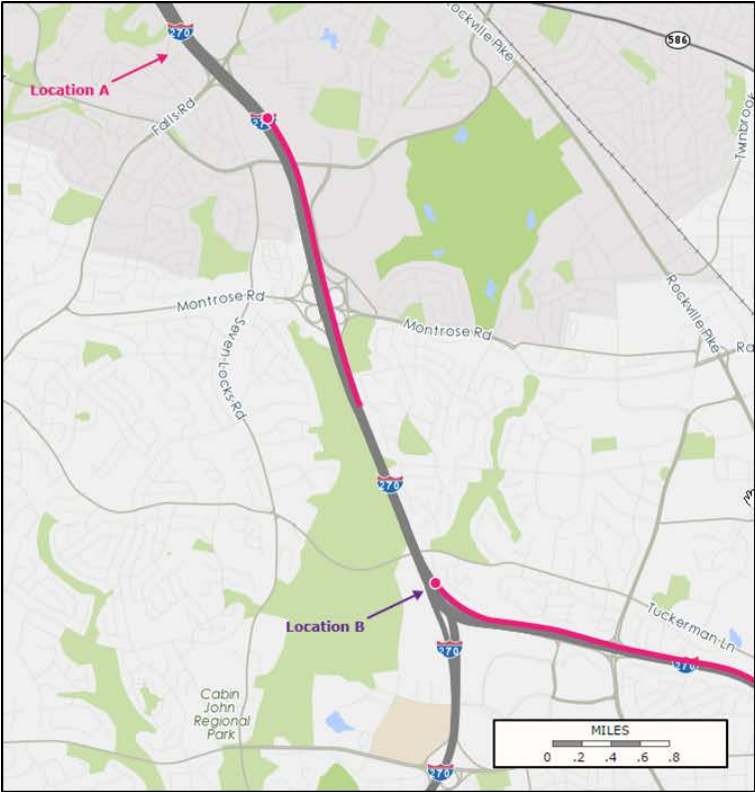 270
Rockville Pike
586
Location A
Falls Rd
Twinbrook
Montrose Rd
Seven Locks Rd
Montrose Rd
Rockville Pike
270
Tuckerman Ln
Location B
270
270
Cabin
John
Regional
Park
MILES
0 .2 .4 .6 .8
270